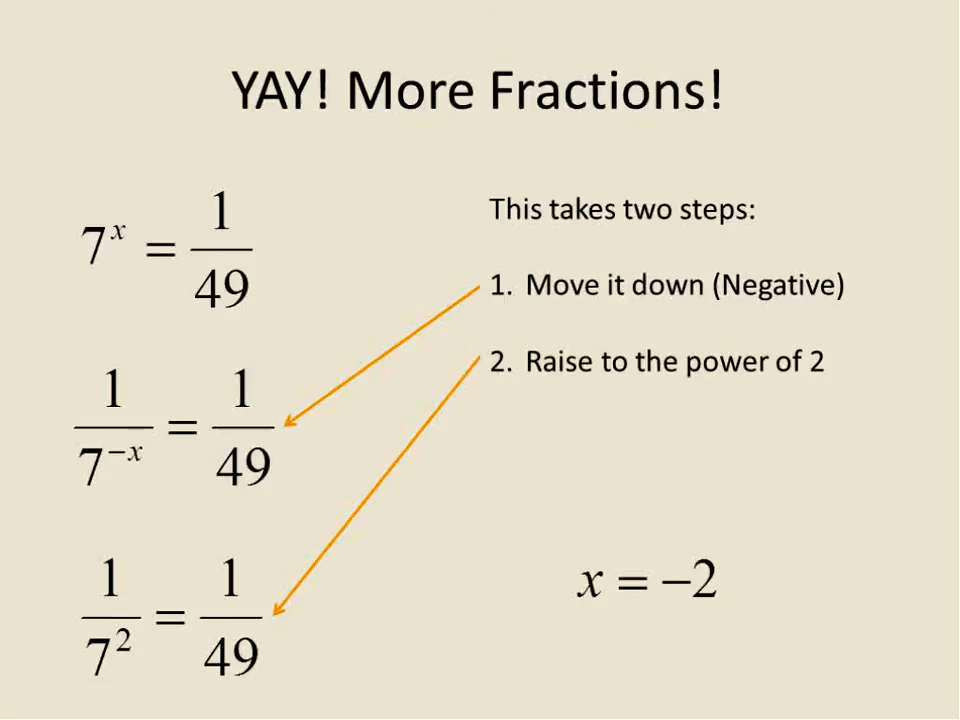 YAY! More Fractions!
7^x = 1/49
1/7^−x = 1/49
1/7^2 = 1/49
This takes two steps:
1. Move it down (Negative)
2. Raise to the power of 2
x = −2